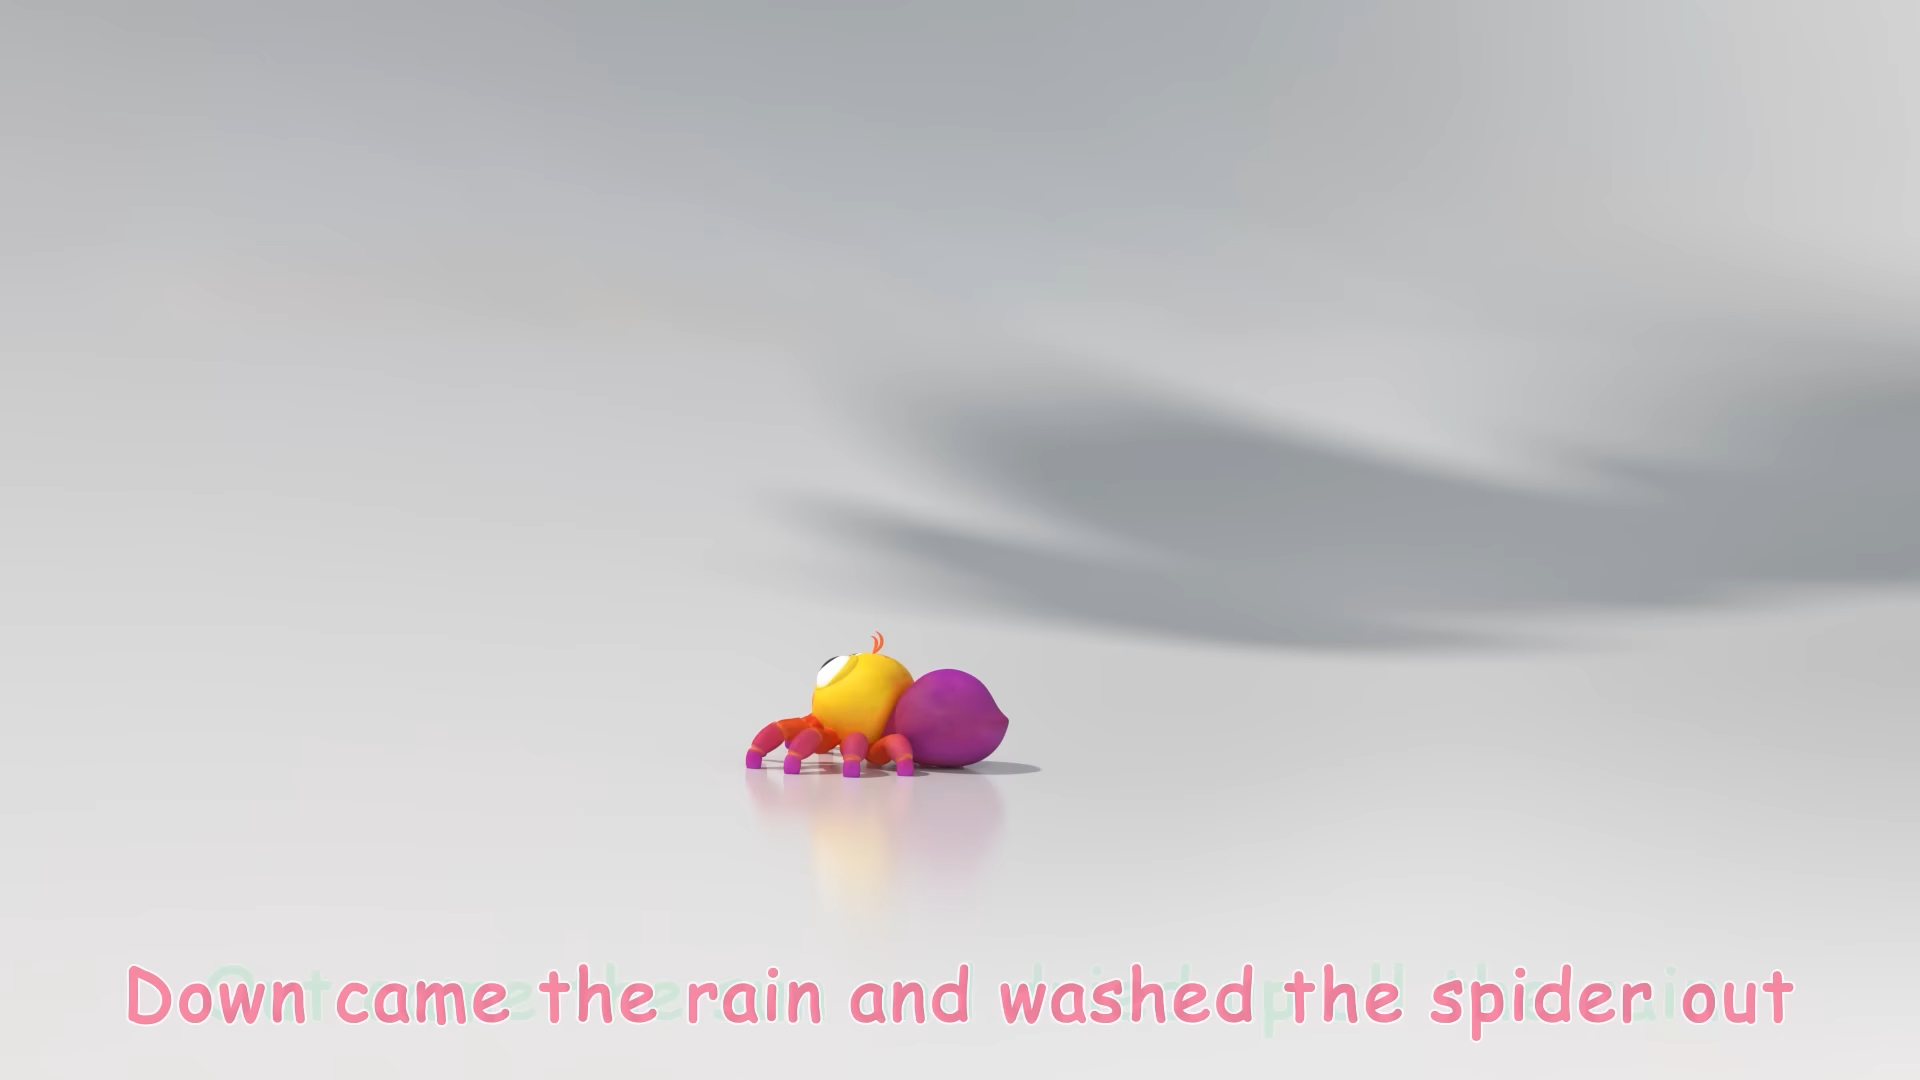 Down came the rain and washed the spider out